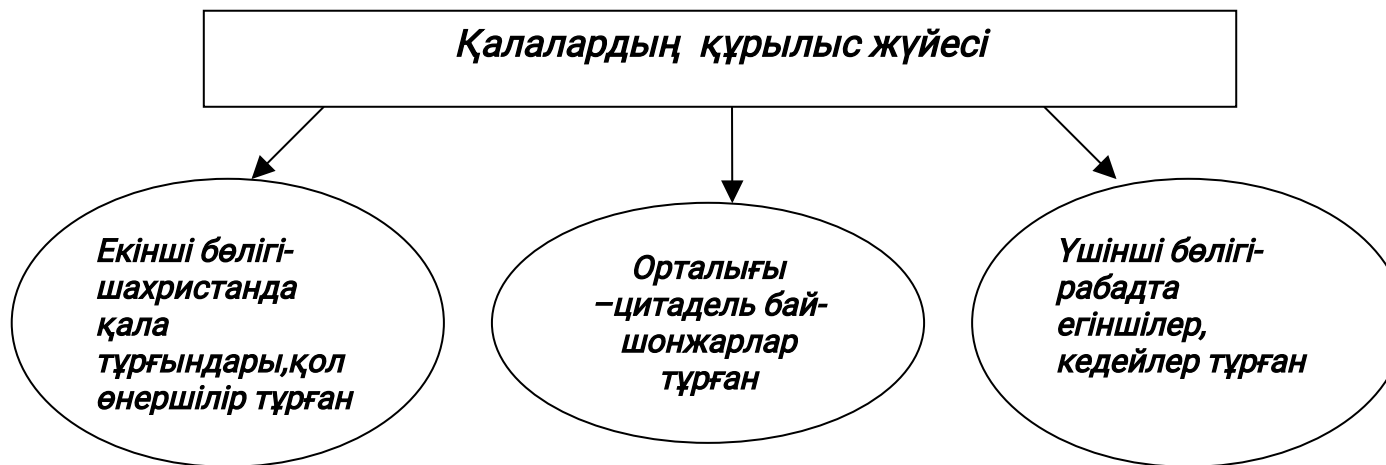 Қалалардың құрылыс жүйесі
Екінші бөлігі-
шахристанда
қала
тұрғындары,қол
өнершілір тұрған
Орталығы
–цитадель бай-
шонжарлар
тұрған
Үшінші бөлігі-
рабадта
егіншілер,
кедейлер тұрған